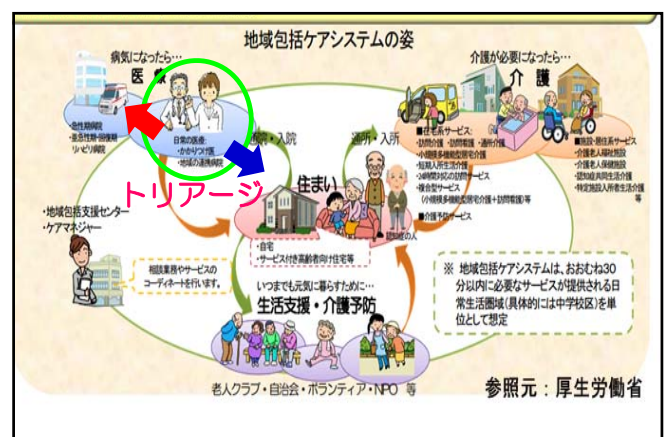 地域包括ケアシステムの姿
病気になったら…
医療
介護が必要になったら…
介護
・急性期病院
・亜急性期・回復期
リハビリ病院
日常の医療:
・かかりつけ医
・地域の連携病院
通院・入院
通所・入所
■在宅系サービス:
・訪問介護・訪問看護・通所介護
・小規模多機能型居宅介護
・短期入所生活介護
・24時間対応の訪問サービス
・複合型サービス
(小規模多機能型居宅介護+訪問看護)等
■介護予防サービス
■施設・居住系サービス
・介護老人福祉施設
・介護老人保健施設
・認知症共同生活介護
・特定施設入所者生活介護
等
トリアージ
住まい
認知症の人
・地域包括支援センター
・ケアマネジャー
・自宅
・サービス付き高齢者向け住宅等
相談業務やサービスの
コーディネートを行います。
いつまでも元気に暮らすために…
生活支援・介護予防
※ 地域包括ケアシステムは、おおむね30
分以内に必要なサービスが提供される日
常生活圏域(具体的には中学校区)を単
位として想定
老人クラブ・自治会・ボランティア・NPO 等
参照元:厚生労働省